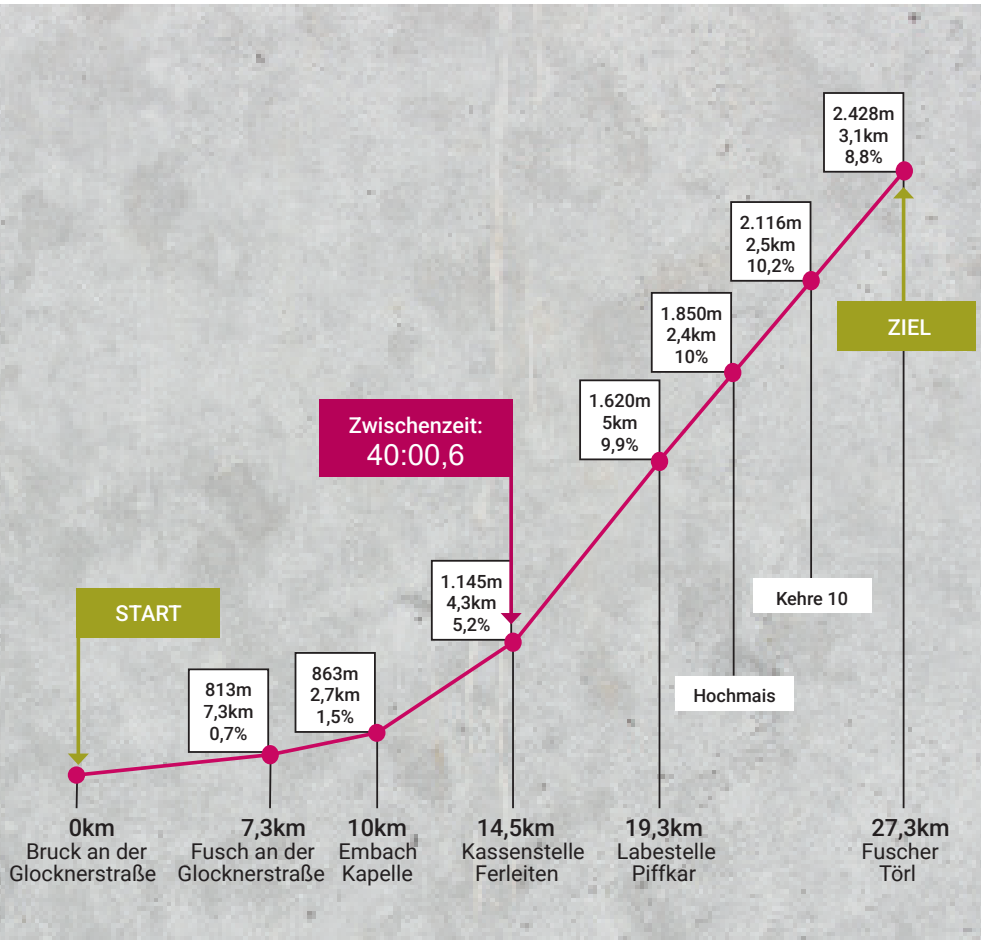 2.428m
3,1km
8,8%
2.116m
2,5km
10,2%
ZIEL
1.850m
2,4km
10%
1.620m
5km
9,9%
Zwischenzeit:
40:00,6
1.145m
4,3km
5,2%
Kehre 10
START
863m
2,7km
1,5%
813m
7,3km
0,7%
Hochmais
0km
Bruck an der
Glocknerstraße
7,3km
Fusch an der
Glocknerstraße
10km
Embach
Kapelle
14,5km
Kassenstelle
Ferleiten
19,3km
Labestelle
Piffkar
27,3km
Fuscher
Törl